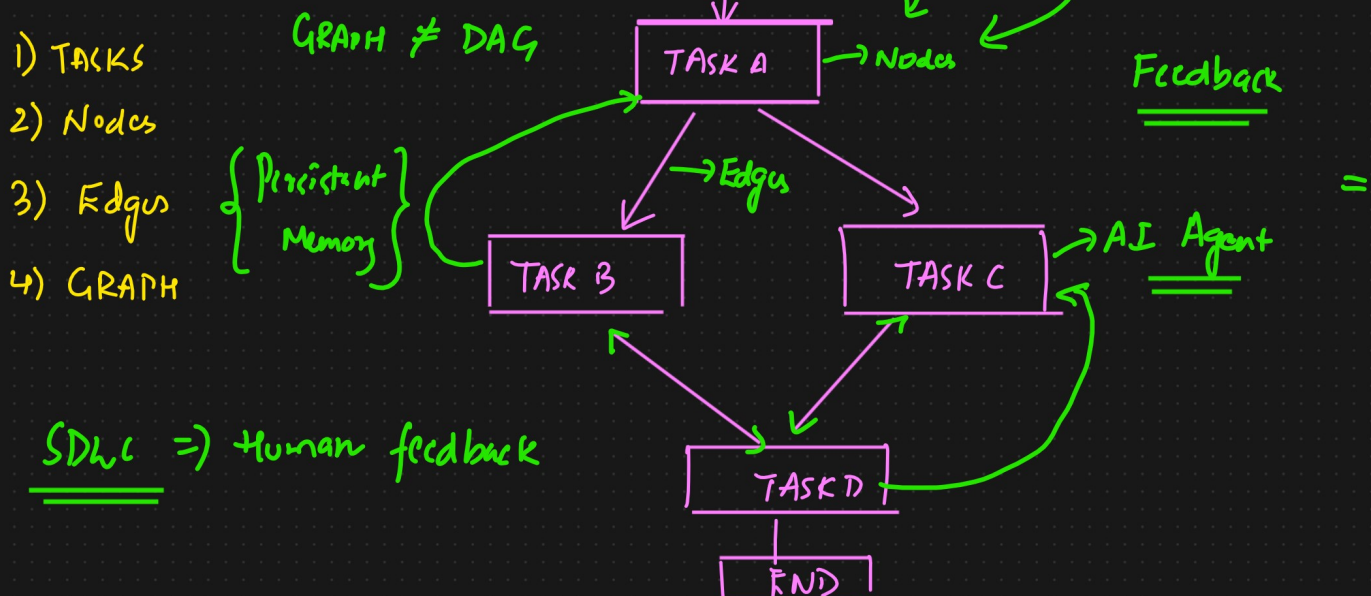 GRAPH ≠ DAG
1) TASKS
2) Nodes
3) Edges
4) GRAPH
{ Persistent
Memory }
TASK A
→ Nodes
Feedback
→ Edges
=
TASK B
TASK C
→ AI Agent
SDLC => Human feedback
TASK D
END